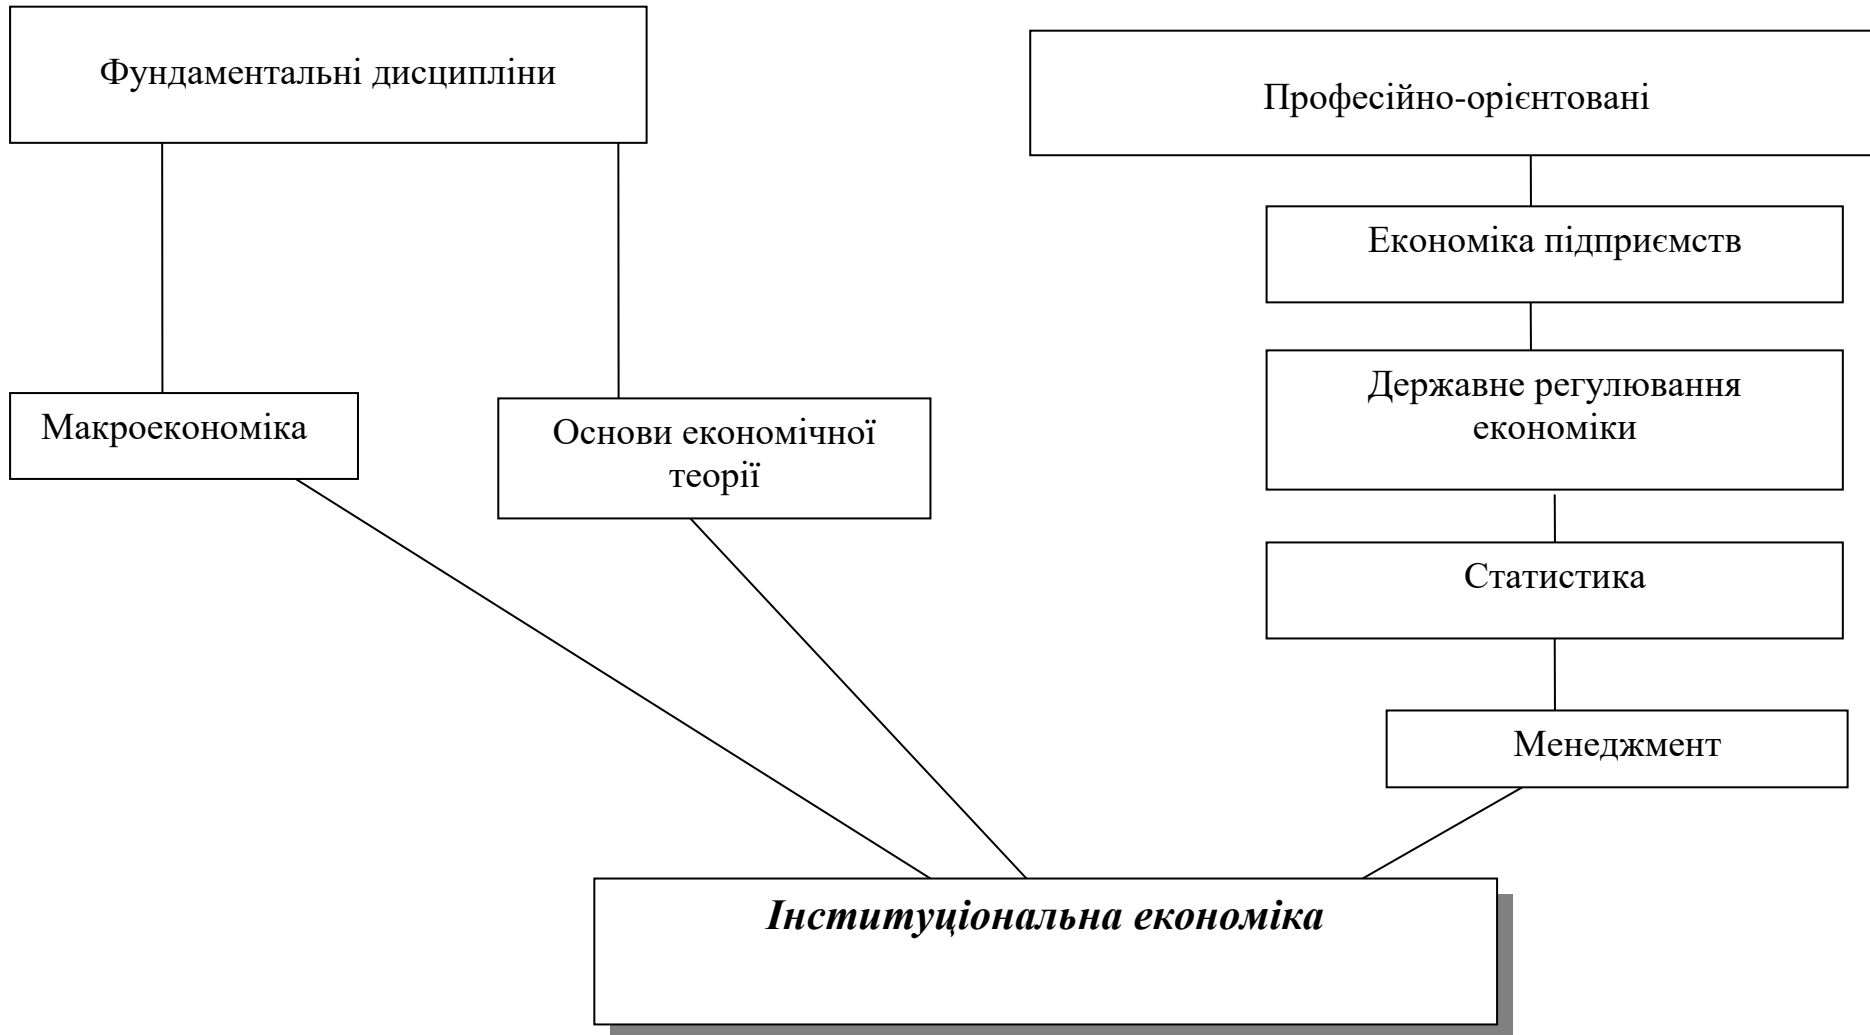 Фундаментальні дисципліни
Професійно-орієнтовані
Економіка підприємств
Державне регулювання
економіки
Макроекономіка
Основи економічної
теорії
Статистика
Менеджмент
Інституціональна економіка